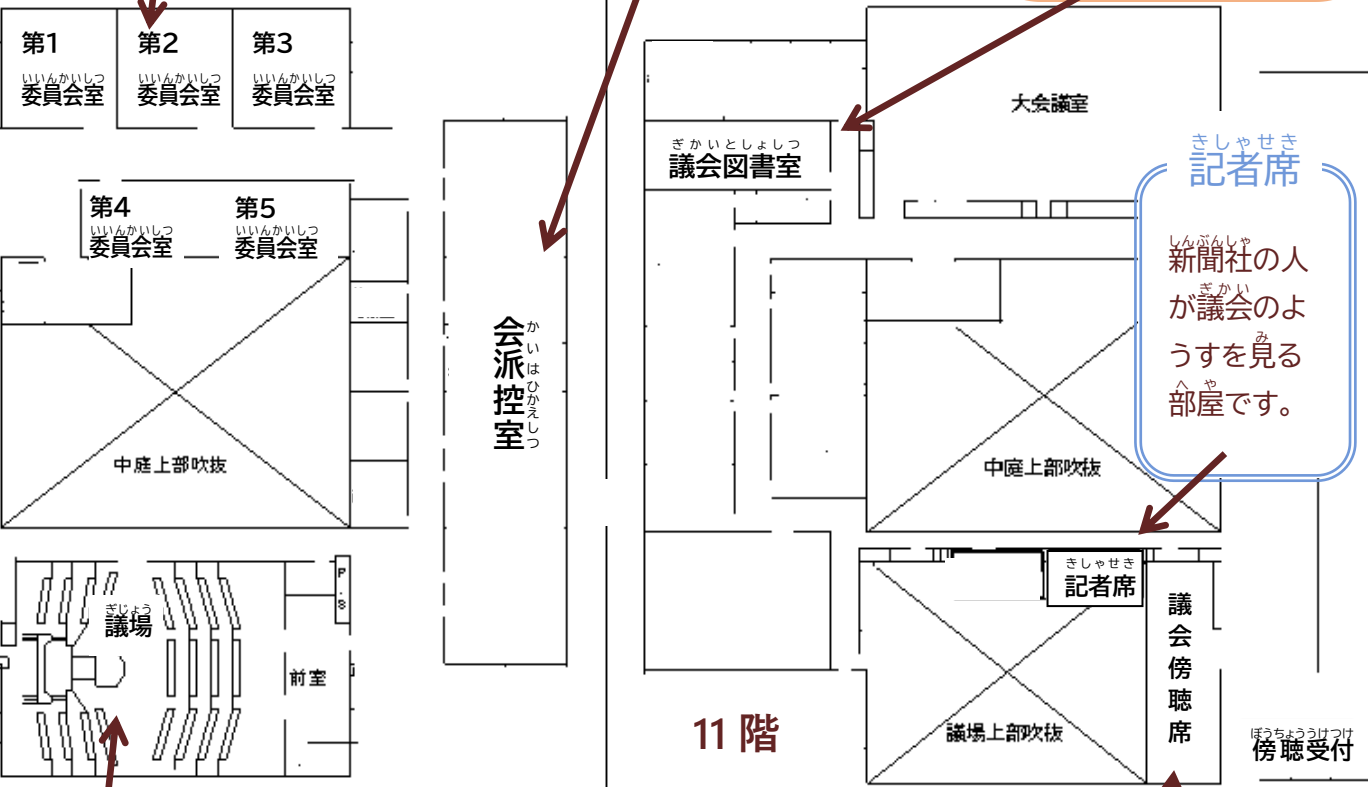 第1
いいんかいしつ
委員会室
第2
いいんかいしつ
委員会室
第3
いいんかいしつ
委員会室
第4
いいんかいしつ
委員会室
第5
いいんかいしつ
委員会室
中庭上部吹抜
ぎじょう
議場
前室
P
.S
会派控室
かいはひかえしつ
大会議室
ぎかいとしょしつ
議会図書室
きしゃせき
記者席
しんぶんしゃ
新聞社の人
ぎかい
が議会のよ
み
うすを見る
へや
部屋です。
中庭上部吹抜
きしゃせき
記者席
議会傍聴席
議場上部吹抜
11階
ぼうちょううけつけ
傍聴受付